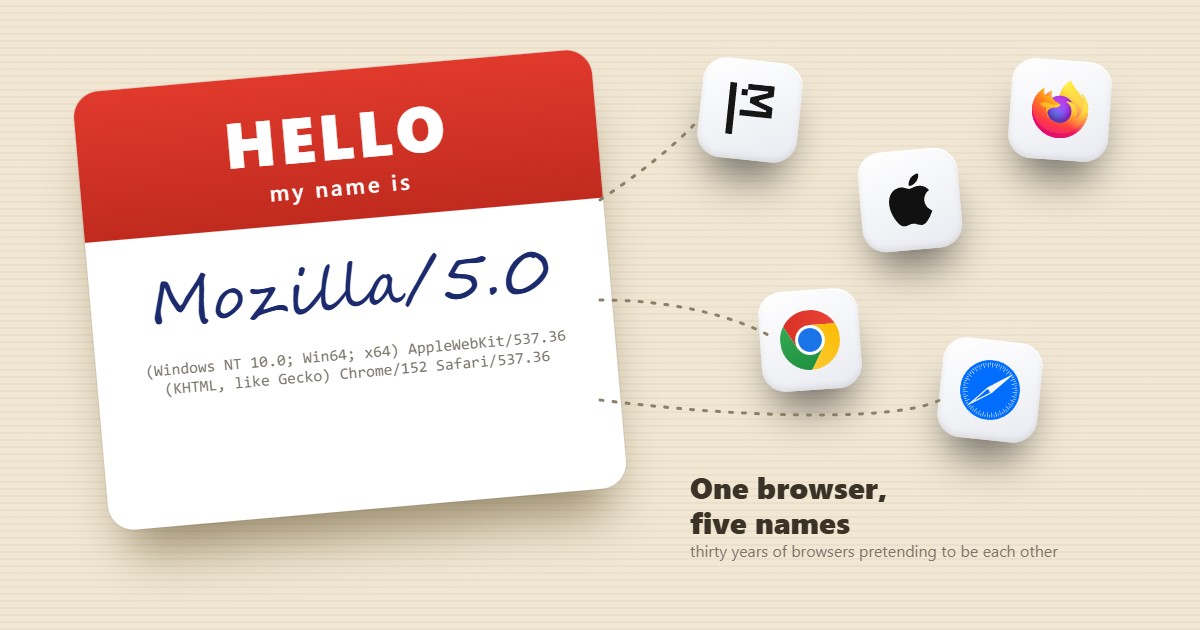 HELLO
my name is
Mozilla/5.0
(Windows NT 10.0; Win64; x64) AppleWebKit/537.36
(KHTML, like Gecko) Chrome/152 Safari/537.36
M
One browser,
five names
thirty years of browsers pretending to be each other